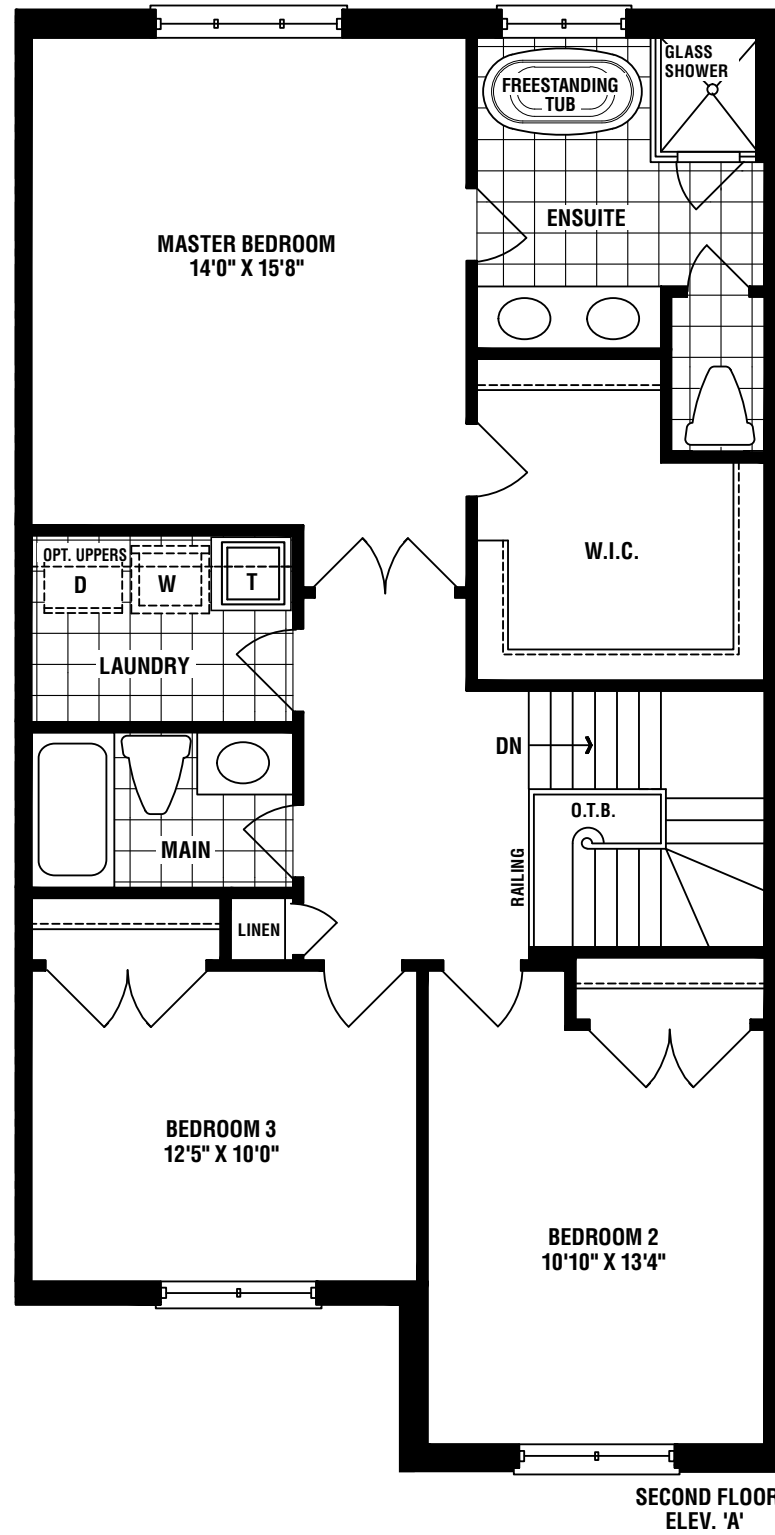 GLASS
SHOWER
FREESTANDING
TUB
ENSUITE
MASTER BEDROOM
14'0" X 15'8"
OPT. UPPERS
D
W
T
W.I.C.
LAUNDRY
DN
O.T.B.
RAILING
MAIN
LINEN
BEDROOM 3
12'5" X 10'0"
BEDROOM 2
10'10" X 13'4"
SECOND FLOOR
ELEV. 'A'